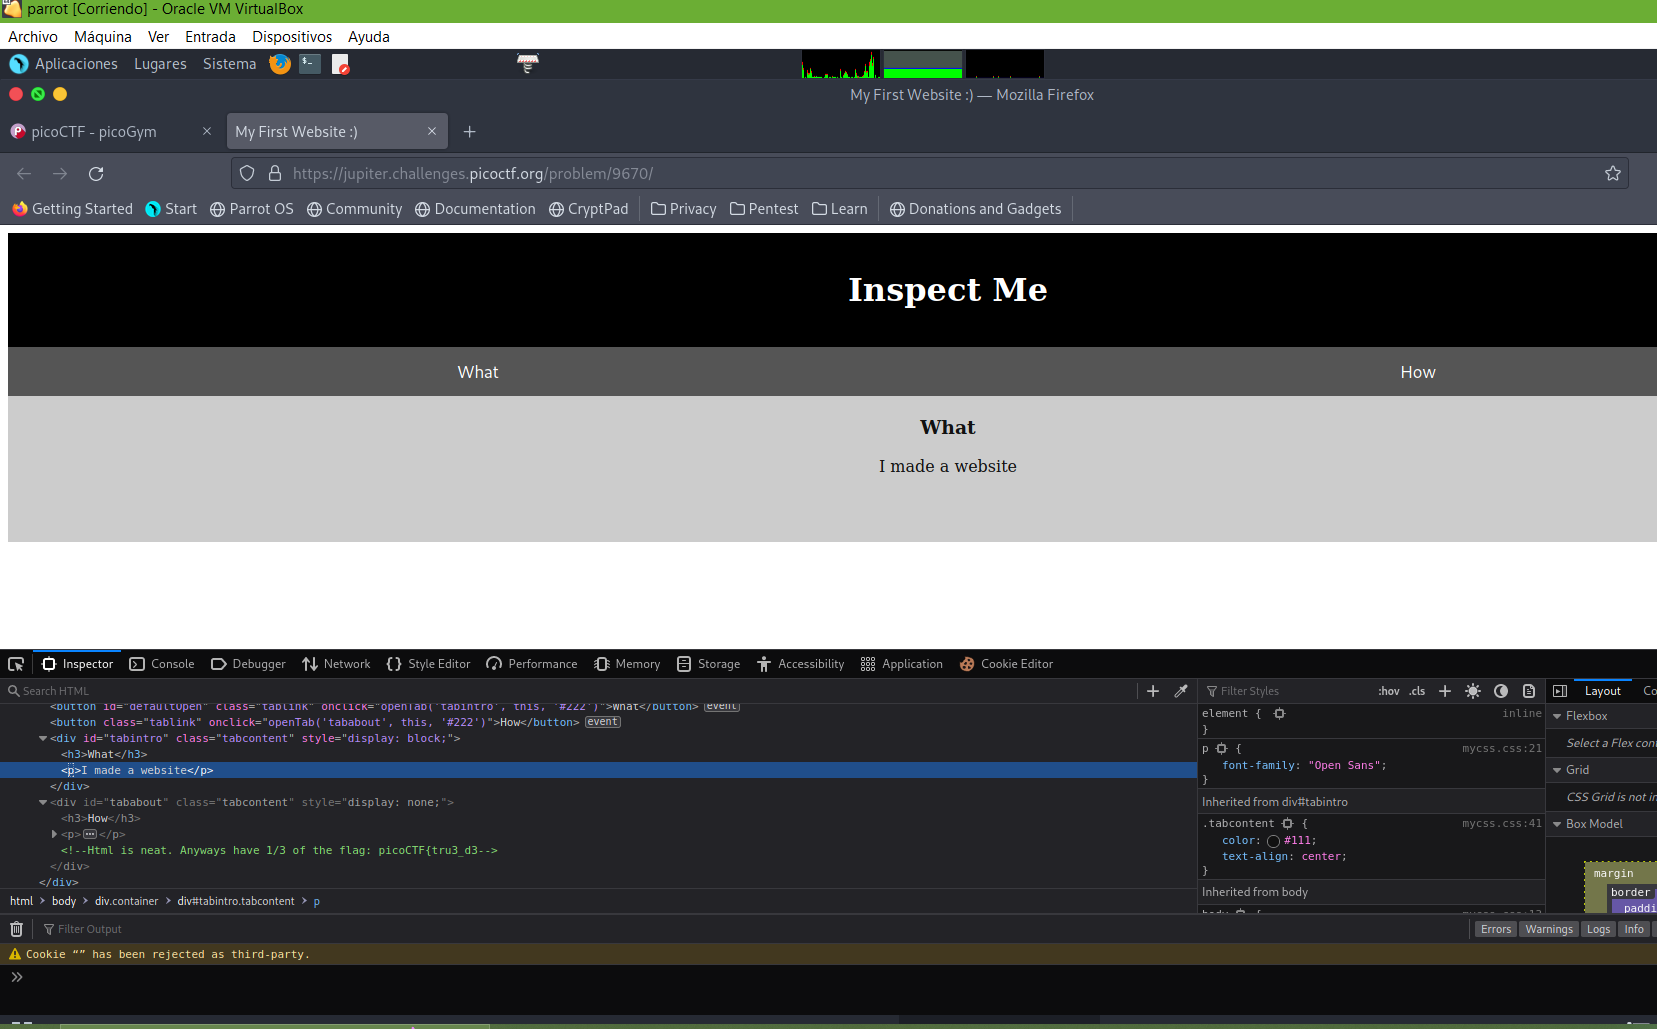 parrot [Corriendo] - Oracle VM VirtualBox
Archivo Máquina Ver Entrada Dispositivos Ayuda
Aplicaciones Lugares Sistema
My First Website :) — Mozilla Firefox
picoCTF - picoGym × My First Website :) × +
https://jupiter.challenges.picoctf.org/problem/9670/
Getting Started Start Parrot OS Community Documentation CryptPad Privacy Pentest Learn Donations and Gadgets
Inspect Me
What How
What
I made a website
Inspector Console Debugger Network Style Editor Performance Memory Storage Accessibility Application Cookie Editor
Search HTML
<button id="defaultOpen" class="tablink" onclick="openTab('tabintro', this, '#222')">What</button> event
<button class="tablink" onclick="openTab('tababout', this, '#222')">How</button> event
<div id="tabintro" class="tabcontent" style="display: block;">
<h3>What</h3>
<p>I made a website</p>
</div>
<div id="tababout" class="tabcontent" style="display: none;">
<h3>How</h3>
<p>…</p>
<!--Html is neat. Anyways have 1/3 of the flag: picoCTF{tru3_d3-->
</div>
</div>
html > body > div.container > div#tabintro.tabcontent > p
Filter Styles :hov .cls +
element { inline
}
p { mycss.css:21
font-family: "Open Sans";
}
Inherited from div#tabintro
.tabcontent { mycss.css:41
color: #111;
text-align: center;
}
Inherited from body
body { mycss.css:13
Layout Co
Flexbox
Select a Flex cont
Grid
CSS Grid is not in
Box Model
margin
border
paddi
Filter Output
Errors Warnings Logs Info
Cookie “” has been rejected as third-party.
»